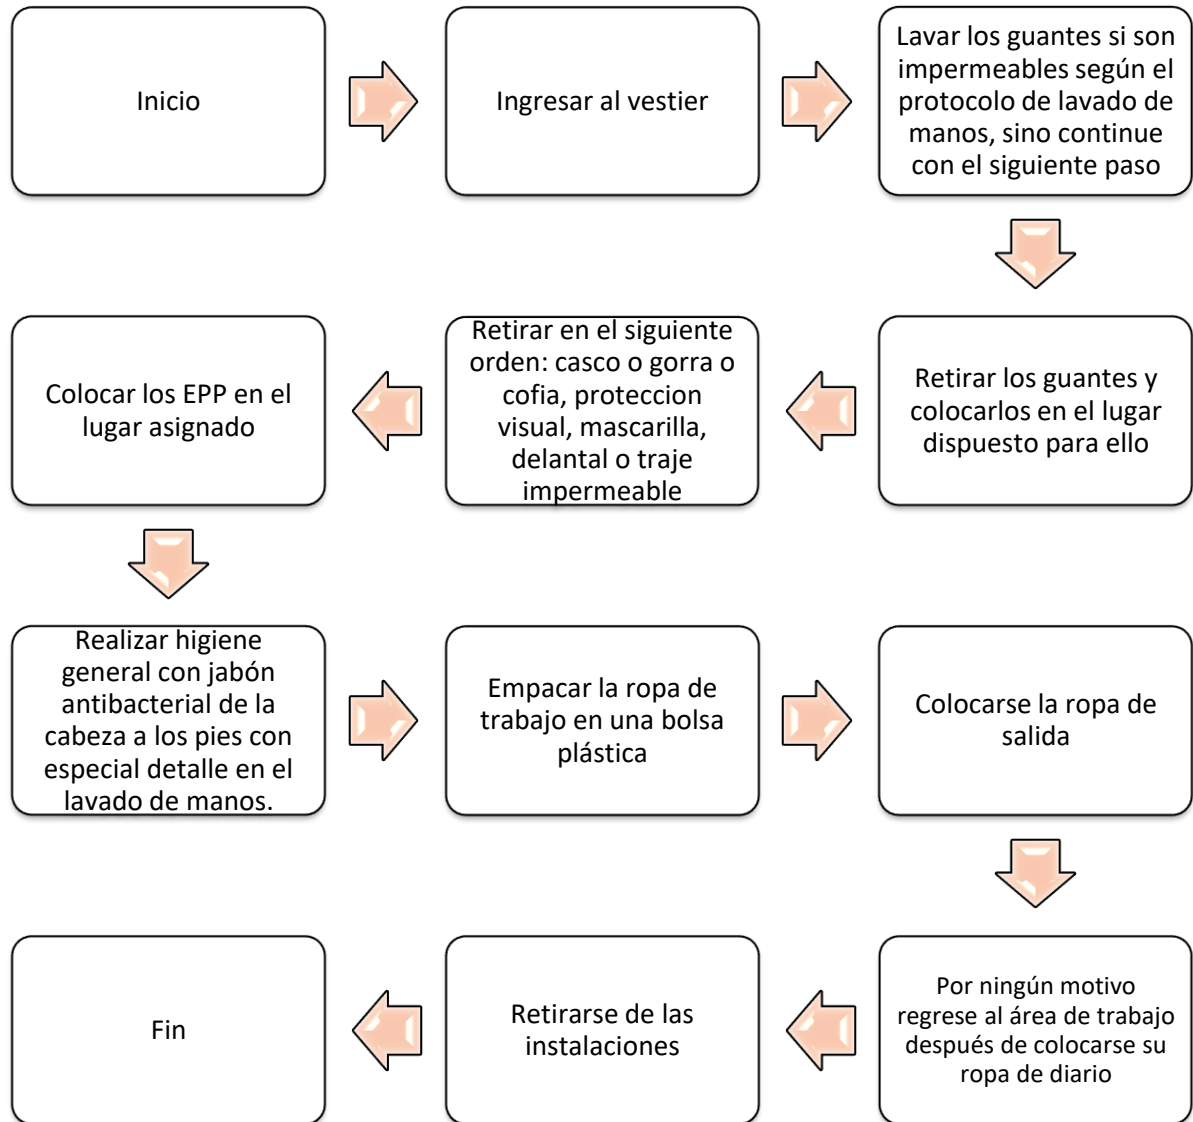 Inicio
Ingresar al vestier
Lavar los guantes si son
impermeables según el
protocolo de lavado de
manos, sino continue
con el siguiente paso
Retirar los guantes y
colocarlos en el lugar
dispuesto para ello
Retirar en el siguiente
orden: casco o gorra o
cofia, proteccion
visual, mascarilla,
delantal o traje
impermeable
Colocar los EPP en el
lugar asignado
Realizar higiene
general con jabón
antibacterial de la
cabeza a los pies con
especial detalle en el
lavado de manos.
Empacar la ropa de
trabajo en una bolsa
plástica
Colocarse la ropa de
salida
Por ningún motivo
regrese al área de trabajo
después de colocarse su
ropa de diario
Retirarse de las
instalaciones
Fin